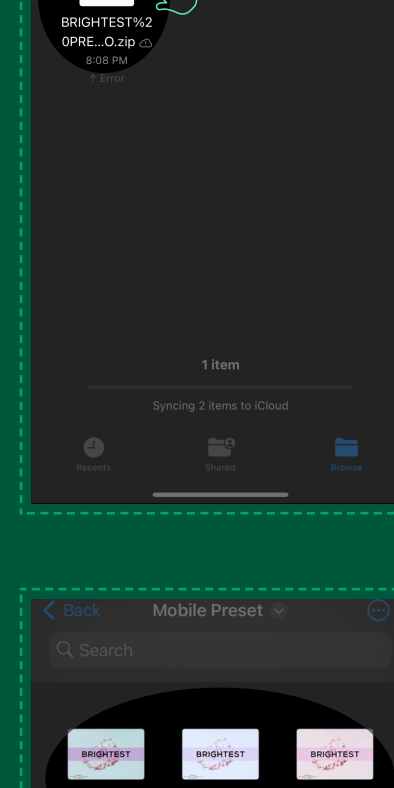 BRIGHTEST%2
0PRE...O.zip
8:08 PM
↑ Error
1 item
Syncing 2 items to iCloud
Recents
Shared
Browse
Back
Mobile Preset
Search
BRIGHTEST
BRIGHTEST
BRIGHTEST